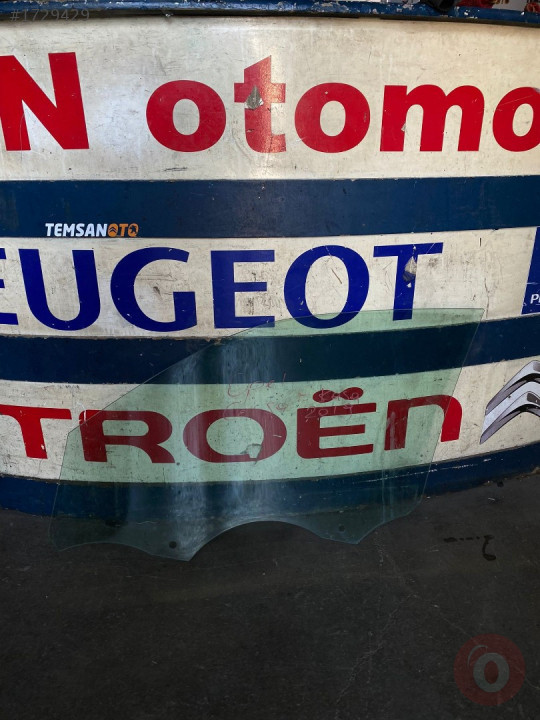 #1729429
N otomo
TEMSANOTO
EUGEOT
P
TROËN